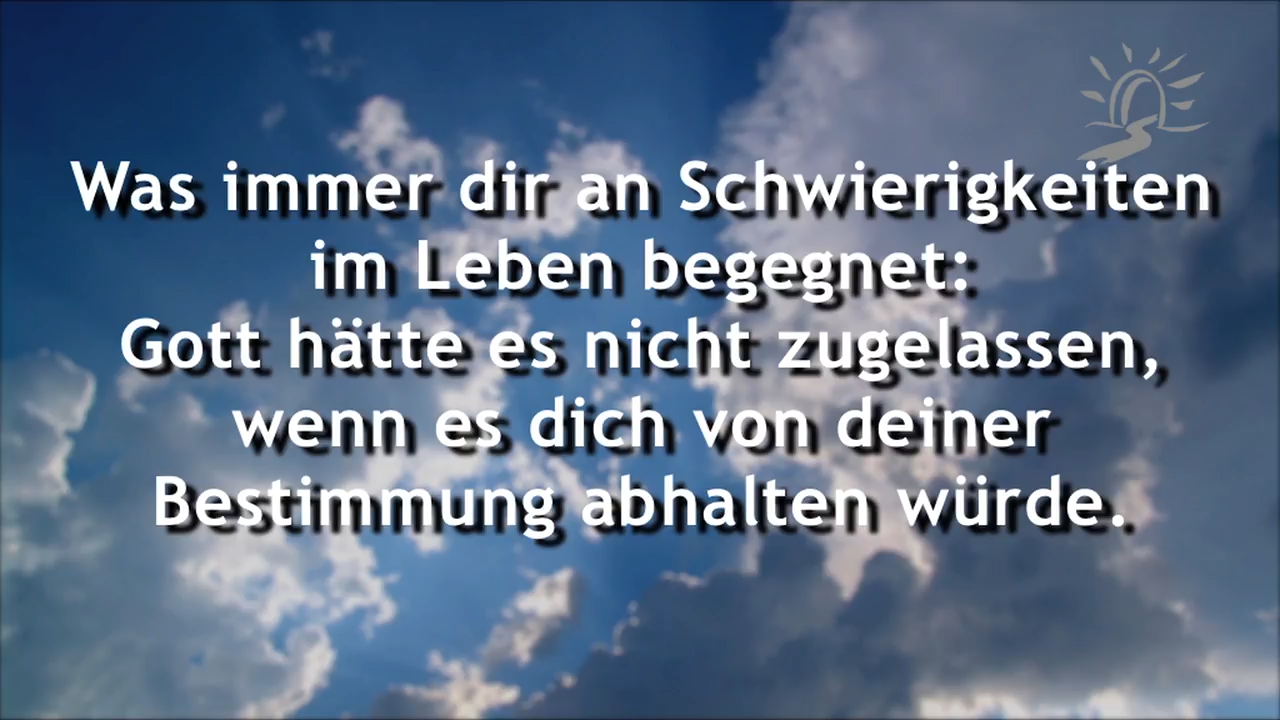 Was immer dir an Schwierigkeiten
im Leben begegnet:
Gott hätte es nicht zugelassen,
wenn es dich von deiner
Bestimmung abhalten würde.